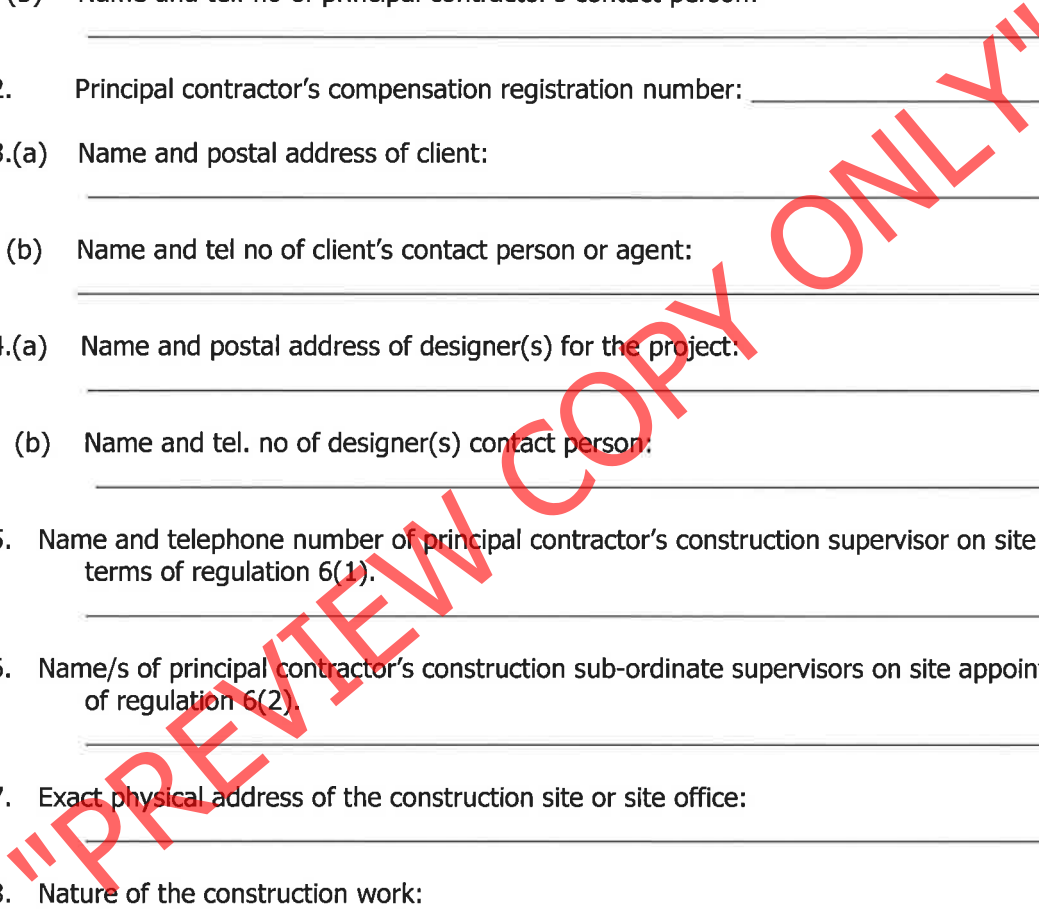 (b) Name and tel. no of principal contractor's contact person:
2. Principal contractor's compensation registration number:
3.(a) Name and postal address of client:
(b) Name and tel no of client's contact person or agent:
4.(a) Name and postal address of designer(s) for the project:
(b) Name and tel. no of designer(s) contact person:
5. Name and telephone number of principal contractor's construction supervisor on site
terms of regulation 6(1).
6. Name/s of principal contractor's construction sub-ordinate supervisors on site appoin
of regulation 6(2).
7. Exact physical address of the construction site or site office:
8. Nature of the construction work:
"PREVIEW COPY ONLY"